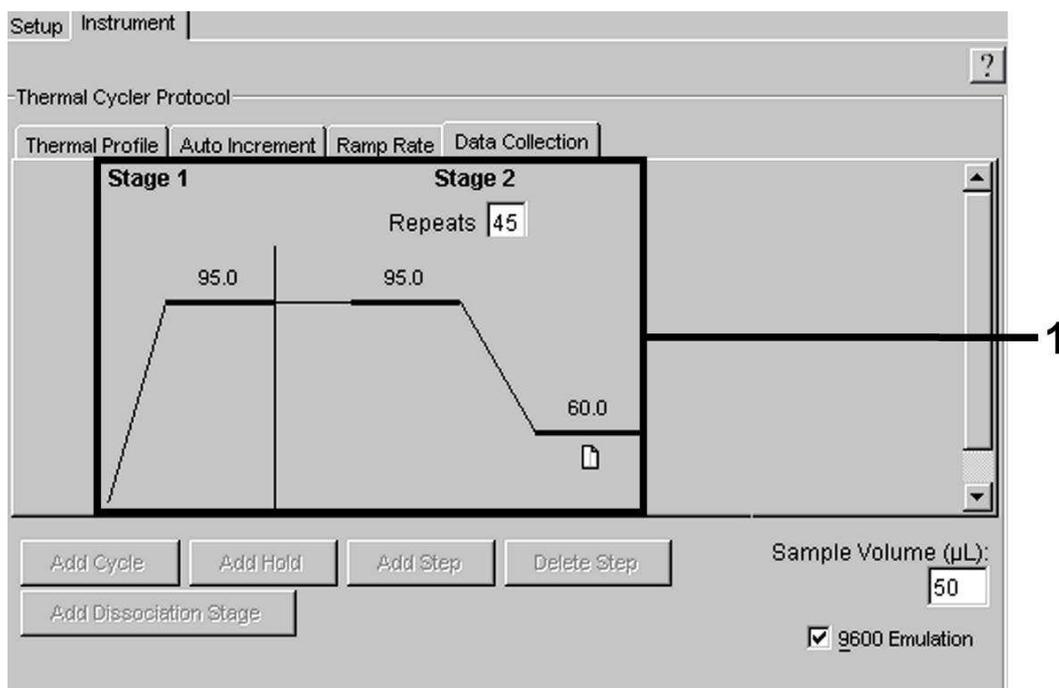 Setup Instrument
?
Thermal Cycler Protocol
Thermal Profile Auto Increment Ramp Rate Data Collection
Stage 1 Stage 2
Repeats 45
95.0 95.0
1
60.0
Add Cycle Add Hold Add Step Delete Step
Sample Volume (µL):
50
Add Dissociation Stage
9600 Emulation